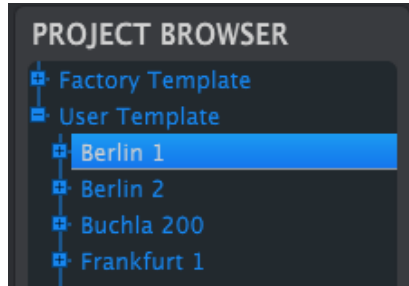 PROJECT BROWSER
Factory Template
User Template
Berlin 1
Berlin 2
Buchla 200
Frankfurt 1